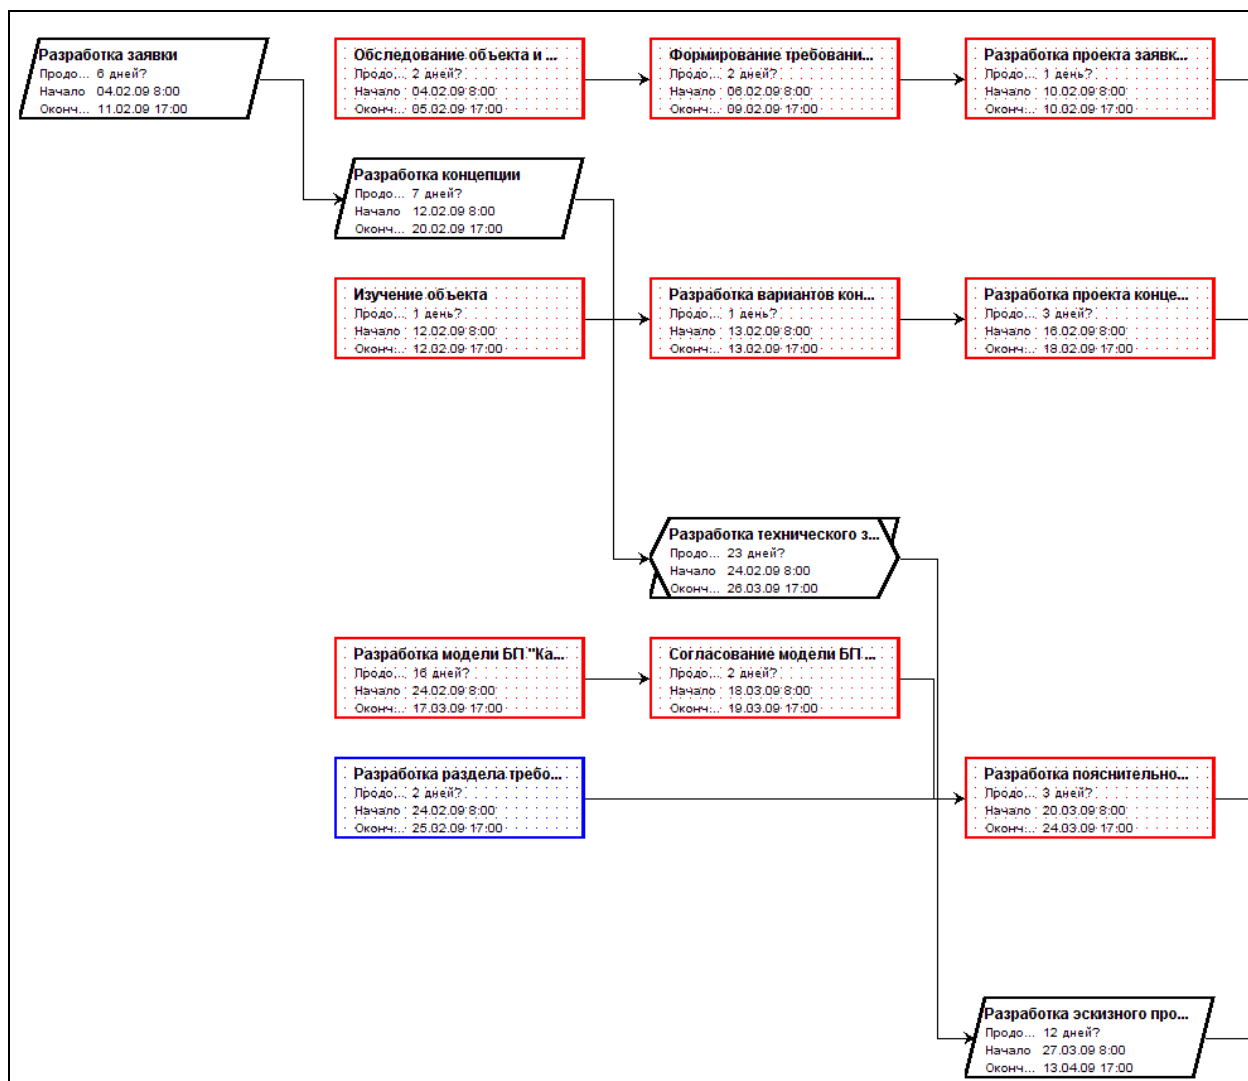 Разработка заявки
Продо... 6 дней?
Начало 04.02.09 8:00
Оконч... 11.02.09 17:00
Обследование объекта и ...
Продо... 2 дней?
Начало 04.02.09 8:00
Оконч... 05.02.09 17:00
Формирование требовани...
Продо... 2 дней?
Начало 06.02.09 8:00
Оконч... 09.02.09 17:00
Разработка проекта заявк...
Продо... 1 день?
Начало 10.02.09 8:00
Оконч... 10.02.09 17:00
Разработка концепции
Продо... 7 дней?
Начало 12.02.09 8:00
Оконч... 20.02.09 17:00
Изучение объекта
Продо... 1 день?
Начало 12.02.09 8:00
Оконч... 12.02.09 17:00
Разработка вариантов кон...
Продо... 1 день?
Начало 13.02.09 8:00
Оконч... 13.02.09 17:00
Разработка проекта конце...
Продо... 3 дней?
Начало 16.02.09 8:00
Оконч... 18.02.09 17:00
Разработка технического з...
Продо... 23 дней?
Начало 24.02.09 8:00
Оконч... 26.03.09 17:00
Разработка модели БП "Ка...
Продо... 16 дней?
Начало 24.02.09 8:00
Оконч... 17.03.09 17:00
Согласование модели БП ...
Продо... 2 дней?
Начало 18.03.09 8:00
Оконч... 19.03.09 17:00
Разработка раздела требо...
Продо... 2 дней?
Начало 24.02.09 8:00
Оконч... 25.02.09 17:00
Разработка пояснительно...
Продо... 3 дней?
Начало 20.03.09 8:00
Оконч... 24.03.09 17:00
Разработка эскизного про...
Продо... 12 дней?
Начало 27.03.09 8:00
Оконч... 13.04.09 17:00